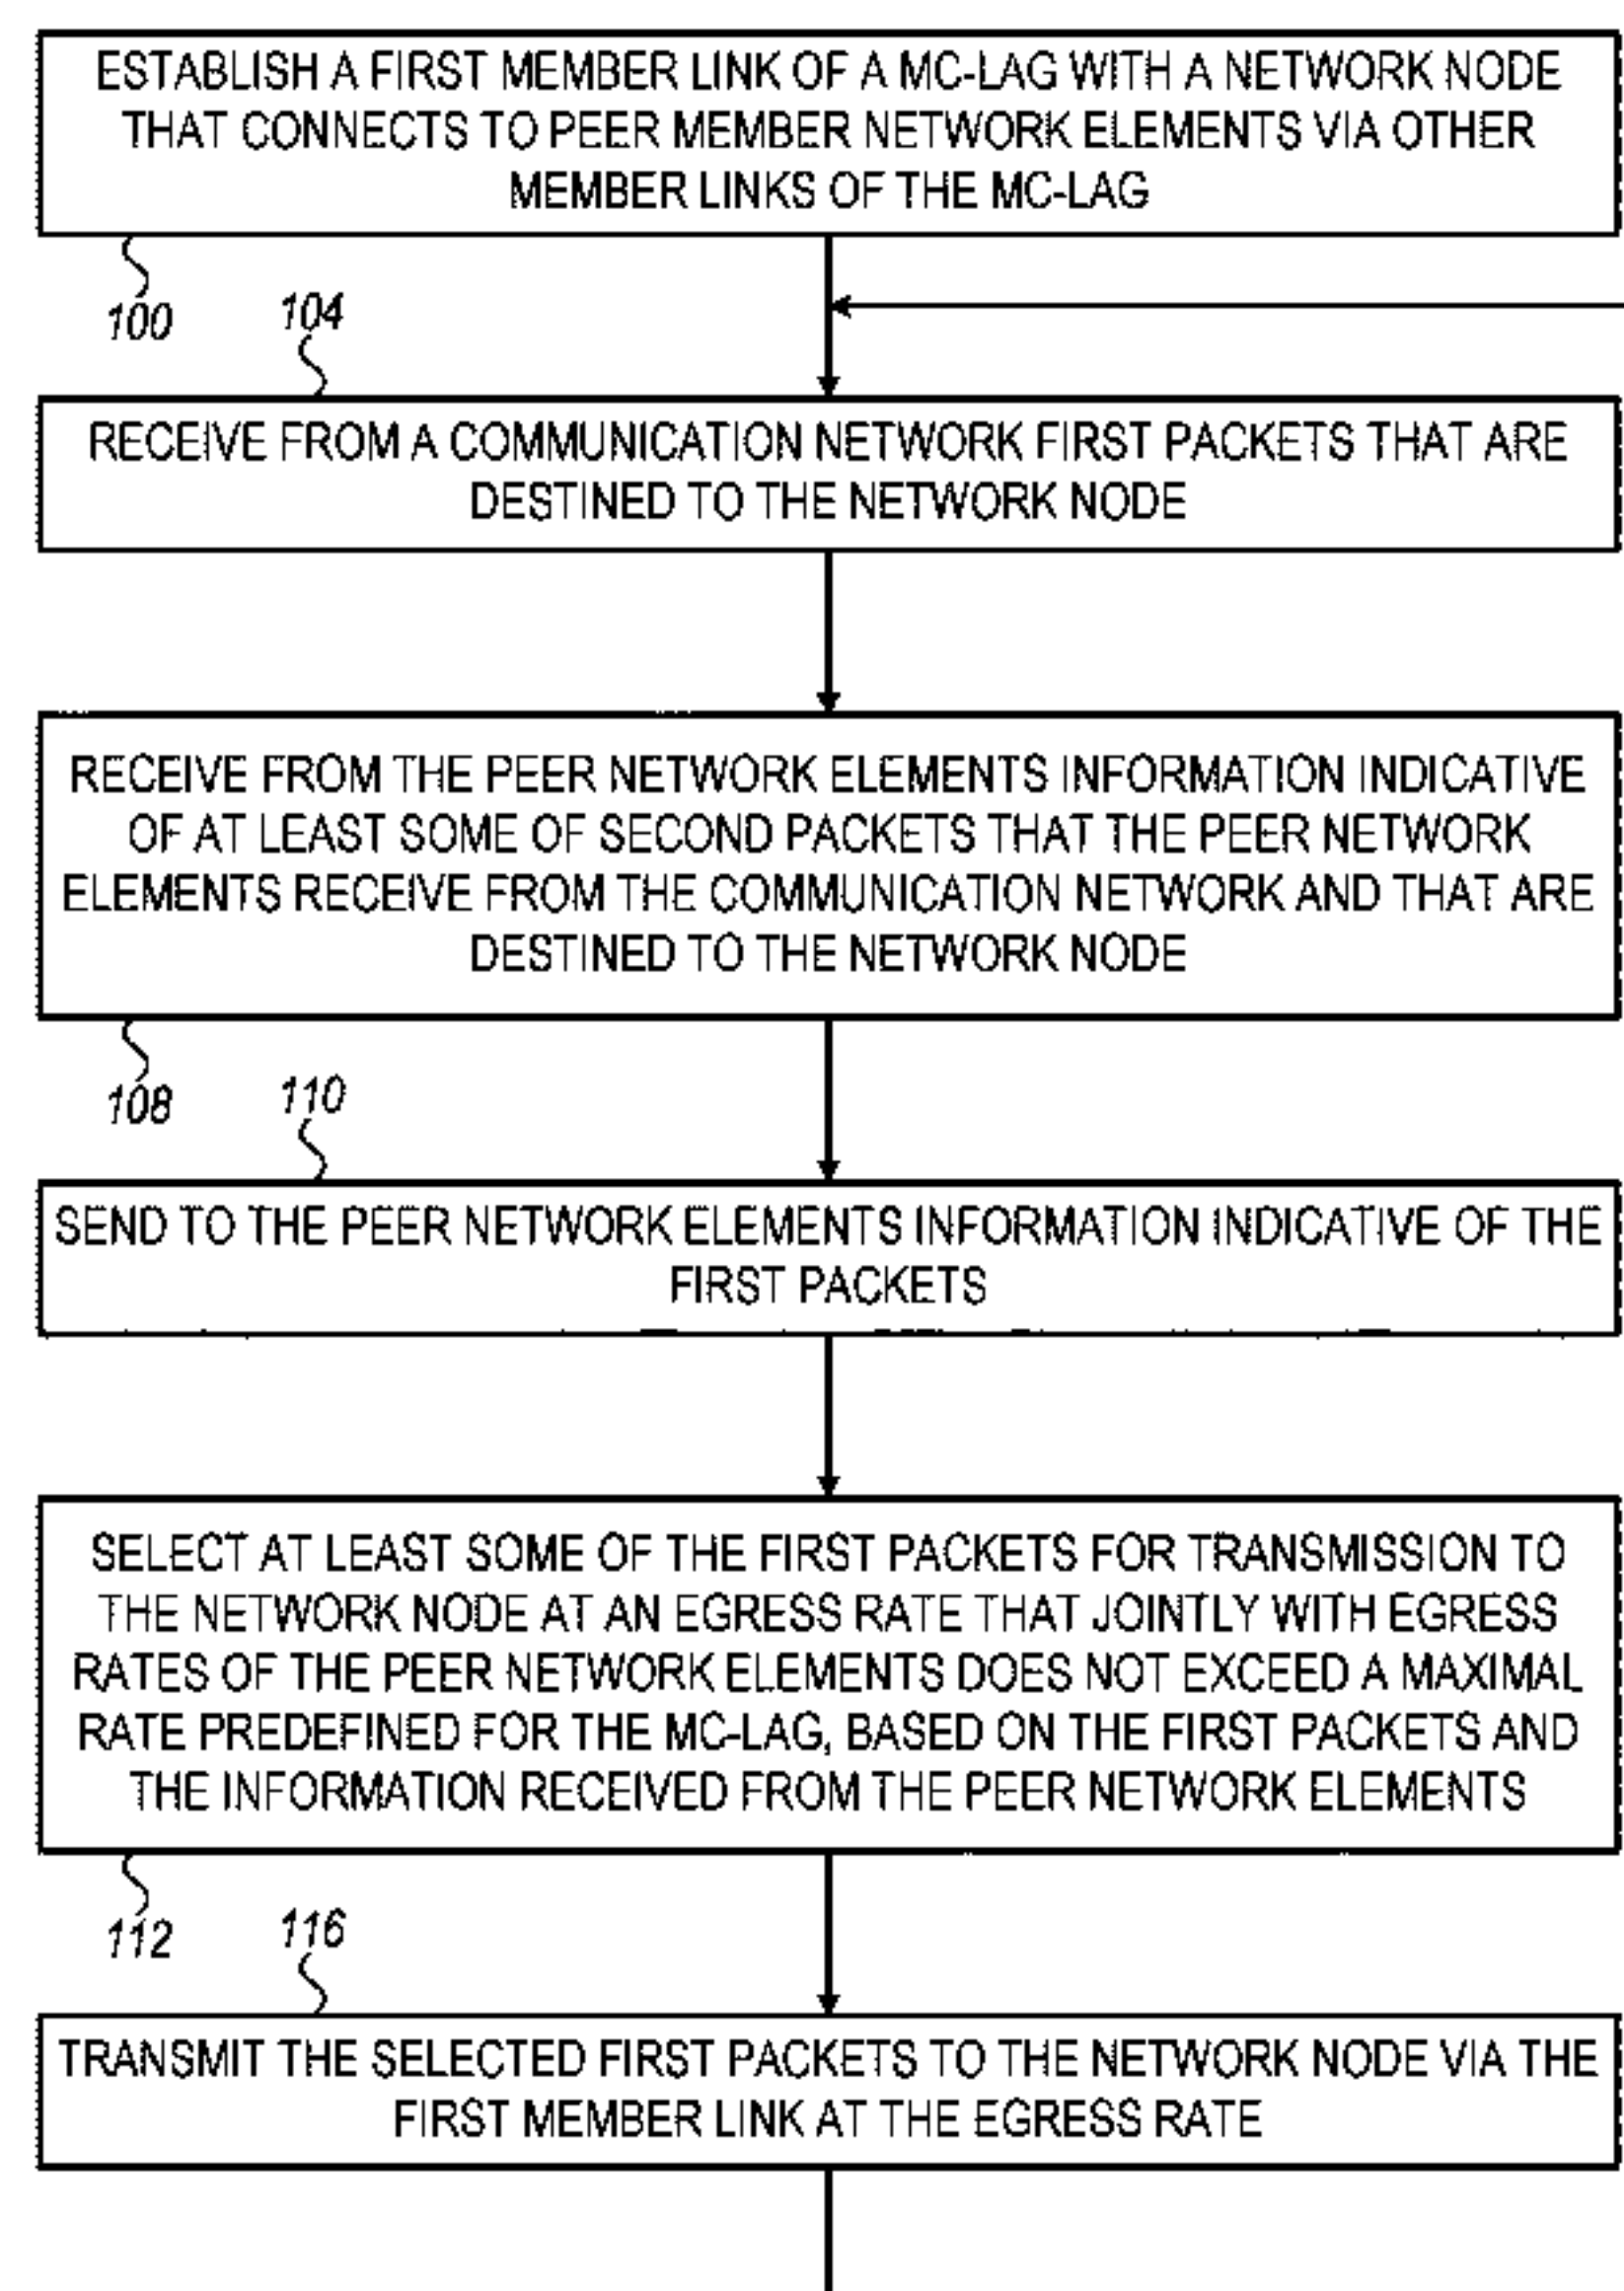 ESTABLISH A FIRST MEMBER LINK OF A MC-LAG WITH A NETWORK NODE
THAT CONNECTS TO PEER MEMBER NETWORK ELEMENTS VIA OTHER
MEMBER LINKS OF THE MC-LAG
100
104
RECEIVE FROM A COMMUNICATION NETWORK FIRST PACKETS THAT ARE
DESTINED TO THE NETWORK NODE
RECEIVE FROM THE PEER NETWORK ELEMENTS INFORMATION INDICATIVE
OF AT LEAST SOME OF SECOND PACKETS THAT THE PEER NETWORK
ELEMENTS RECEIVE FROM THE COMMUNICATION NETWORK AND THAT ARE
DESTINED TO THE NETWORK NODE
108
110
SEND TO THE PEER NETWORK ELEMENTS INFORMATION INDICATIVE OF THE
FIRST PACKETS
SELECT AT LEAST SOME OF THE FIRST PACKETS FOR TRANSMISSION TO
THE NETWORK NODE AT AN EGRESS RATE THAT JOINTLY WITH EGRESS
RATES OF THE PEER NETWORK ELEMENTS DOES NOT EXCEED A MAXIMAL
RATE PREDEFINED FOR THE MC-LAG, BASED ON THE FIRST PACKETS AND
THE INFORMATION RECEIVED FROM THE PEER NETWORK ELEMENTS
112
116
TRANSMIT THE SELECTED FIRST PACKETS TO THE NETWORK NODE VIA THE
FIRST MEMBER LINK AT THE EGRESS RATE